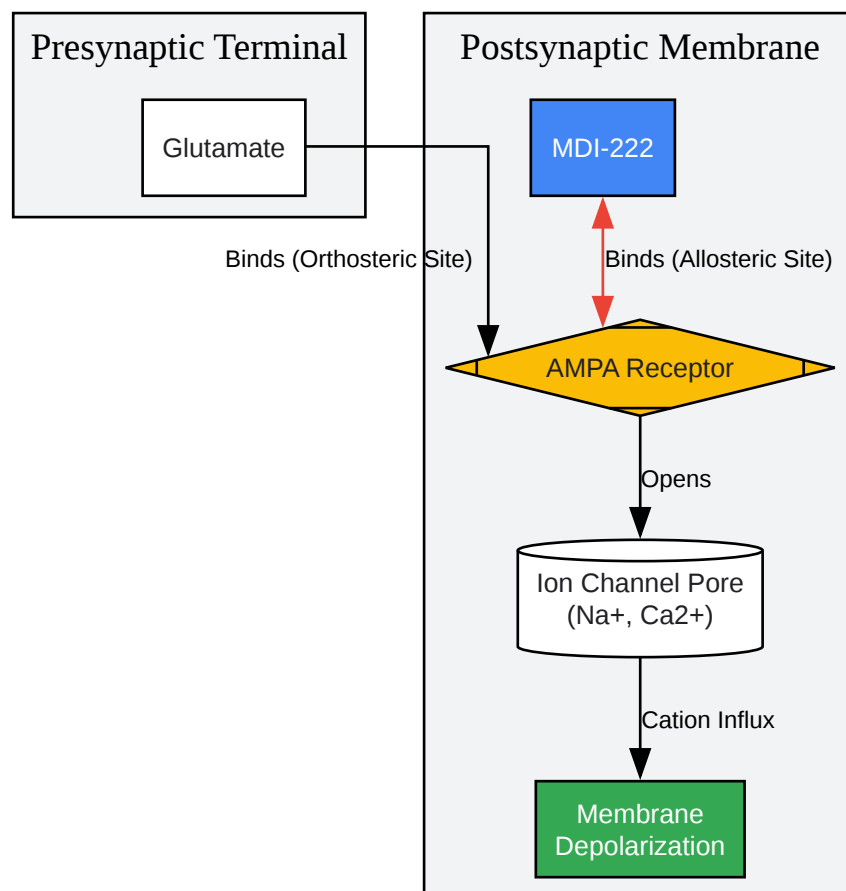 Presynaptic Terminal
Postsynaptic Membrane
Glutamate
MDI-222
Binds (Orthosteric Site)
Binds (Allosteric Site)
AMPA Receptor
Opens
Ion Channel Pore
(Na+, Ca2+)
Cation Influx
Membrane
Depolarization